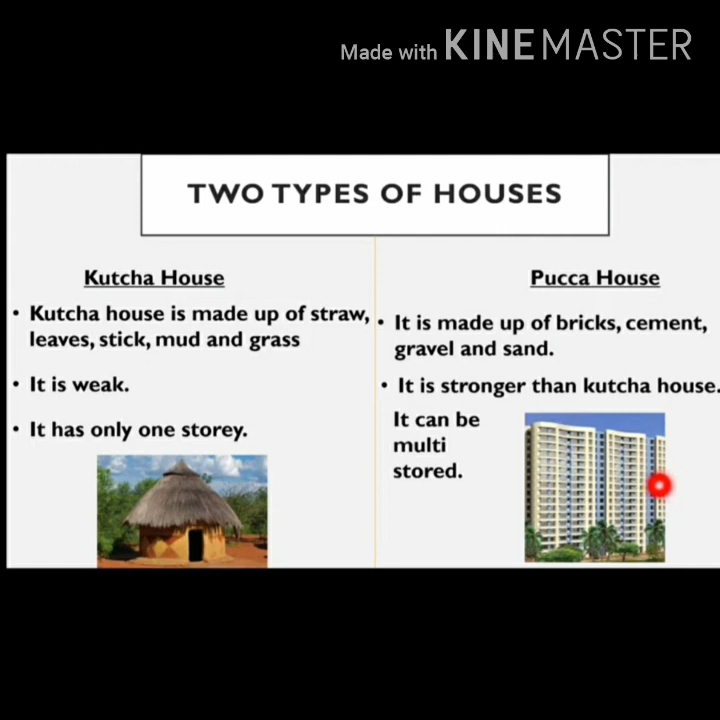 Made with KINEMASTER
TWO TYPES OF HOUSES
Kutcha House
• Kutcha house is made up of straw,
leaves, stick, mud and grass
• It is weak.
• It has only one storey.
Pucca House
• It is made up of bricks, cement,
gravel and sand.
• It is stronger than kutcha house.
It can be
multi
stored.